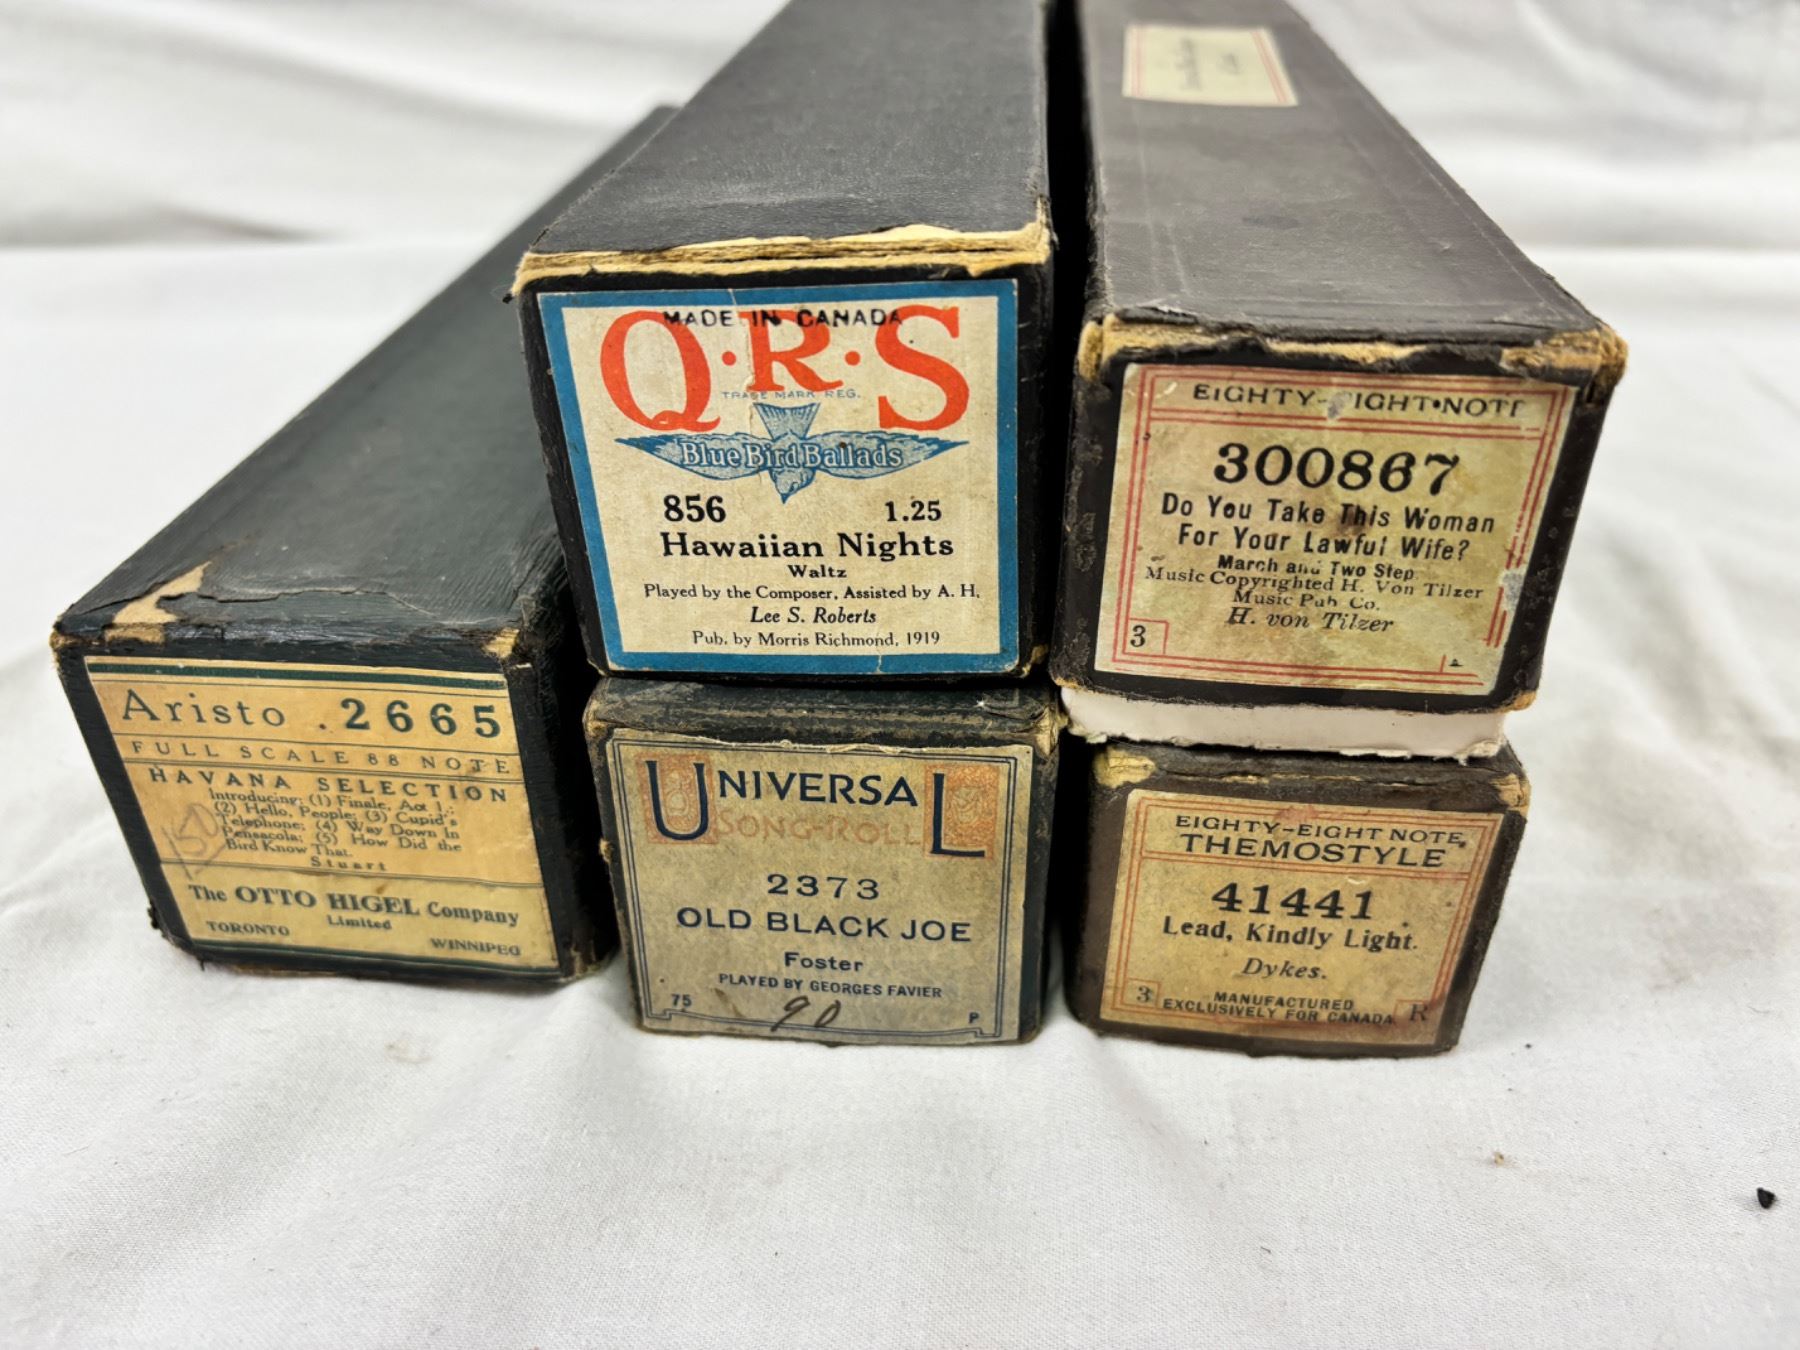 MADE IN CANADA
Q·R·S
TRADE MARK REG.
Blue Bird Ballads
856 1.25
Hawaiian Nights
Waltz
Played by the Composer, Assisted by A. H.
Lee S. Roberts
Pub. by Morris Richmond, 1919
EIGHTY-EIGHT·NOTE
300867
Do You Take This Woman
For Your Lawful Wife?
March and Two Step
Music Copyrighted H. Von Tilzer
Music Pub Co.
H. von Tilzer
3
Aristo . 2665
FULL SCALE 88 NOTE
HAVANA SELECTION
Introducing: (1) Finale, Act 1;
(2) Hello, People; (3) Cupid's
Telephone; (4) Way Down In
Pensacola; (5) How Did the
Bird Know That.
Stuart
150
The OTTO HIGEL Company
Limited
TORONTO WINNIPEG
UNIVERSAL
SONG-ROLL
2373
OLD BLACK JOE
Foster
PLAYED BY GEORGES FAVIER
75 P
90
EIGHTY-EIGHT NOTE
THEMOSTYLE
41441
Lead, Kindly Light.
Dykes.
3 MANUFACTURED
EXCLUSIVELY FOR CANADA R